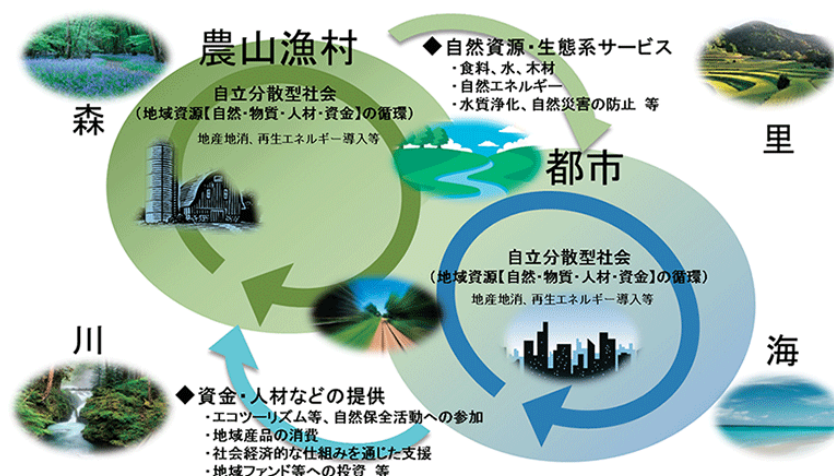 農山漁村
自立分散型社会
(地域資源【自然・物質・人材・資金】の循環)
地産地消、再生エネルギー導入等
◆自然資源・生態系サービス
・食料、水、木材
・自然エネルギー
・水質浄化、自然災害の防止 等
森
里
都市
自立分散型社会
(地域資源【自然・物質・人材・資金】の循環)
地産地消、再生エネルギー導入等
川
海
◆資金・人材などの提供
・エコツーリズム等、自然保全活動への参加
・地域産品の消費
・社会経済的な仕組みを通じた支援
・地域ファンド等への投資 等